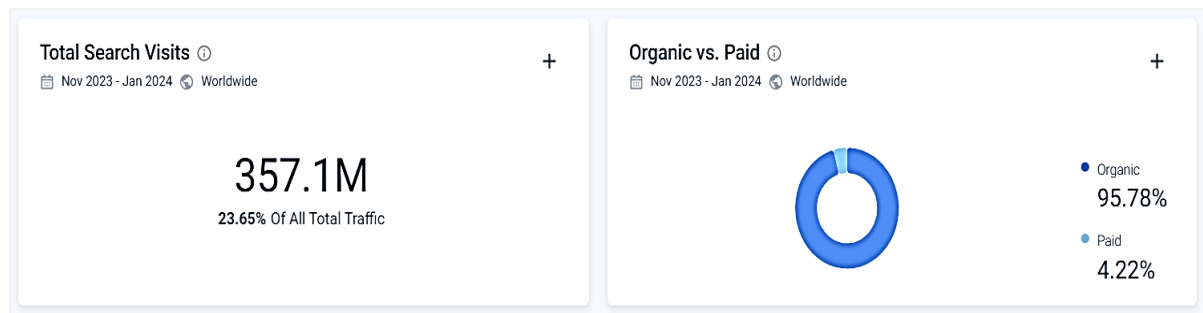 Total Search Visits
Nov 2023 - Jan 2024 Worldwide
357.1M
23.65% Of All Total Traffic
Organic vs. Paid
Nov 2023 - Jan 2024 Worldwide
Organic
95.78%
Paid
4.22%